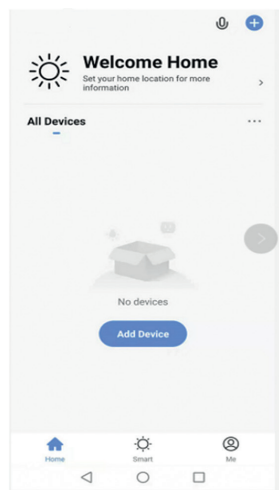 Welcome Home
Set your home location for more
information
All Devices
No devices
Add Device
Home
Smart
Me